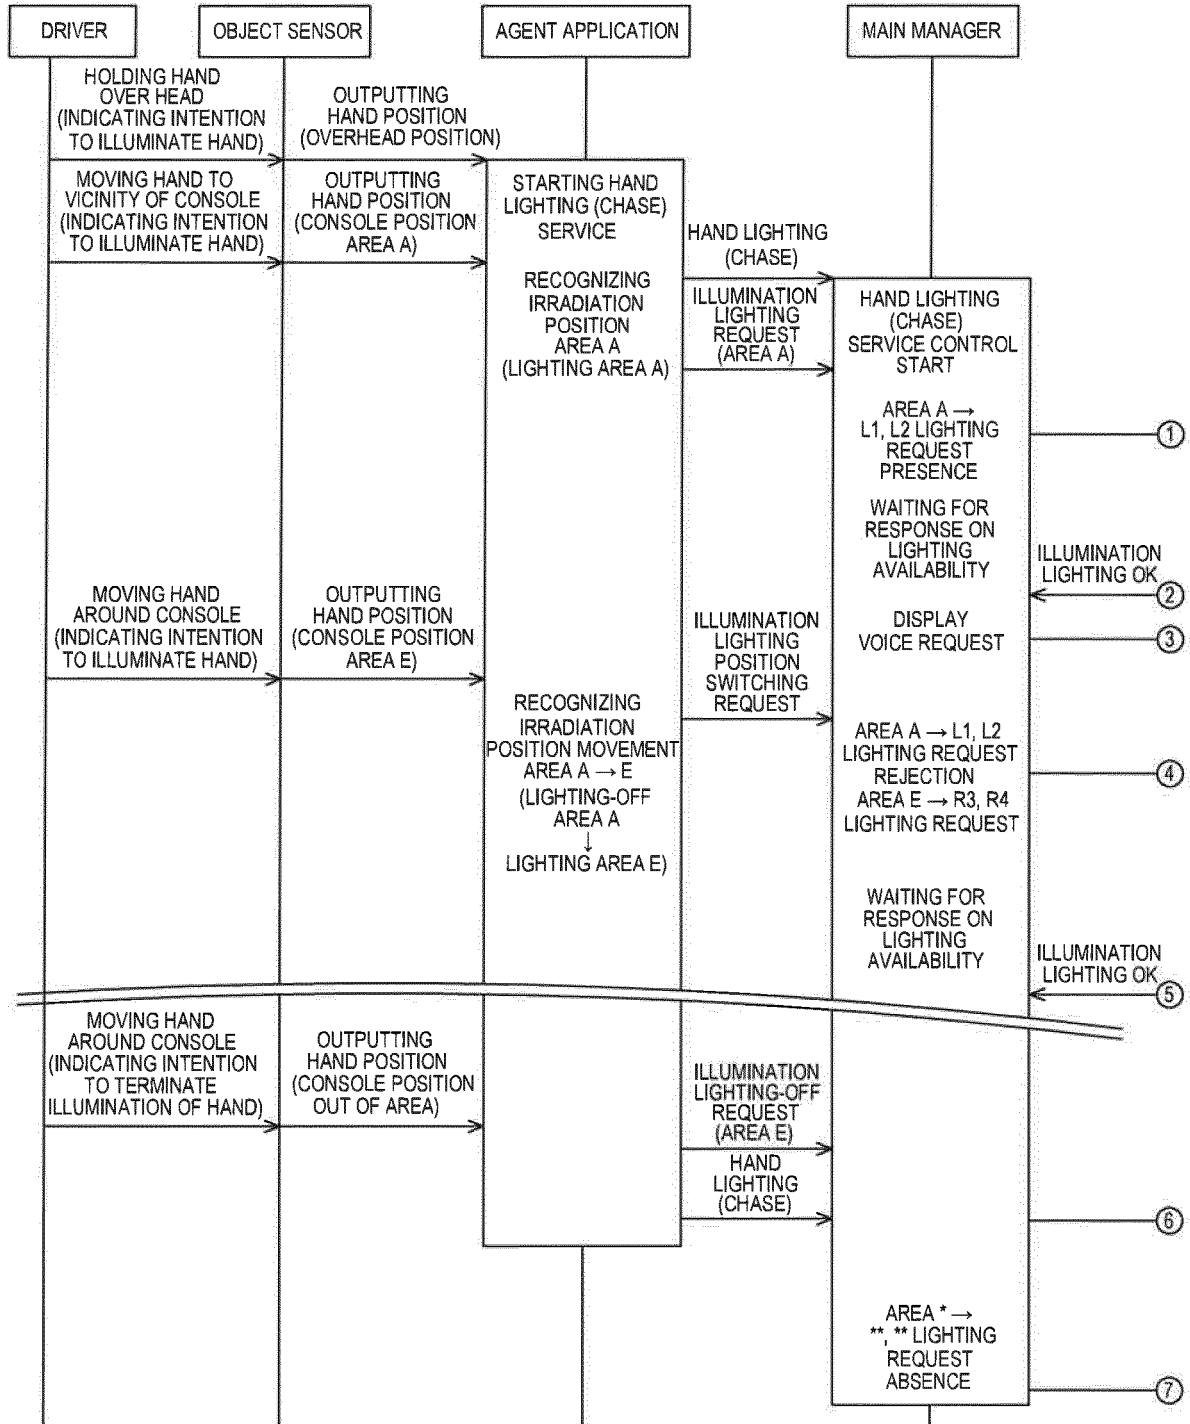 DRIVER
OBJECT SENSOR
AGENT APPLICATION
MAIN MANAGER
HOLDING HAND
OVER HEAD
(INDICATING INTENTION
TO ILLUMINATE HAND)
OUTPUTTING
HAND POSITION
(OVERHEAD POSITION)
MOVING HAND TO
VICINITY OF CONSOLE
(INDICATING INTENTION
TO ILLUMINATE HAND)
OUTPUTTING
HAND POSITION
(CONSOLE POSITION
AREA A)
STARTING HAND
LIGHTING (CHASE)
SERVICE
HAND LIGHTING
(CHASE)
RECOGNIZING
IRRADIATION
POSITION
AREA A
(LIGHTING AREA A)
ILLUMINATION
LIGHTING
REQUEST
(AREA A)
HAND LIGHTING
(CHASE)
SERVICE CONTROL
START
AREA A →
L1, L2 LIGHTING
REQUEST
PRESENCE
1
WAITING FOR
RESPONSE ON
LIGHTING
AVAILABILITY
ILLUMINATION
LIGHTING OK
2
MOVING HAND
AROUND CONSOLE
(INDICATING INTENTION
TO ILLUMINATE HAND)
OUTPUTTING
HAND POSITION
(CONSOLE POSITION
AREA E)
ILLUMINATION
LIGHTING
POSITION
SWITCHING
REQUEST
DISPLAY
VOICE REQUEST
3
RECOGNIZING
IRRADIATION
POSITION MOVEMENT
AREA A → E
(LIGHTING-OFF
AREA A
↓
LIGHTING AREA E)
AREA A → L1, L2
LIGHTING REQUEST
REJECTION
AREA E → R3, R4
LIGHTING REQUEST
4
WAITING FOR
RESPONSE ON
LIGHTING
AVAILABILITY
ILLUMINATION
LIGHTING OK
5
MOVING HAND
AROUND CONSOLE
(INDICATING INTENTION
TO TERMINATE
ILLUMINATION OF HAND)
OUTPUTTING
HAND POSITION
(CONSOLE POSITION
OUT OF AREA)
ILLUMINATION
LIGHTING-OFF
REQUEST
(AREA E)
HAND
LIGHTING
(CHASE)
6
AREA * →
**, ** LIGHTING
REQUEST
ABSENCE
7